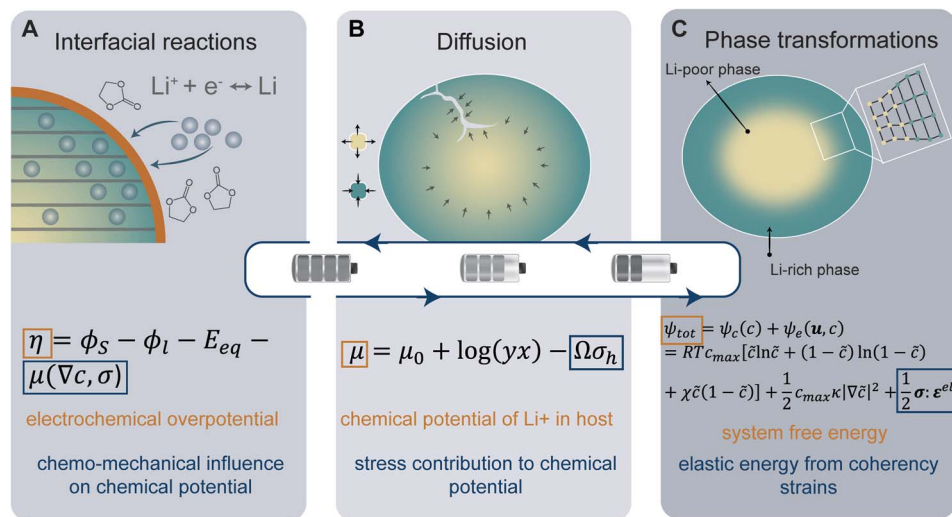 A
Interfacial reactions
Li⁺ + e⁻ ↔ Li
O
O
O
O
O
O
O
O
O
η = ϕ_S − ϕ_l − E_eq −
μ(∇c, σ)
electrochemical overpotential
chemo-mechanical influence
on chemical potential
B
Diffusion
μ = μ₀ + log(yx) − Ωσ_h
chemical potential of Li+ in host
stress contribution to chemical
potential
C
Phase transformations
Li-poor phase
Li-rich phase
ψ_tot = ψ_c(c) + ψ_e(u, c)
= RTc_max[c̃lnc̃ + (1 − c̃) ln(1 − c̃)
+ χc̃(1 − c̃)] + 1/2 c_maxκ|∇c̃|² + 1/2 σ: ε^el
system free energy
elastic energy from coherency
strains